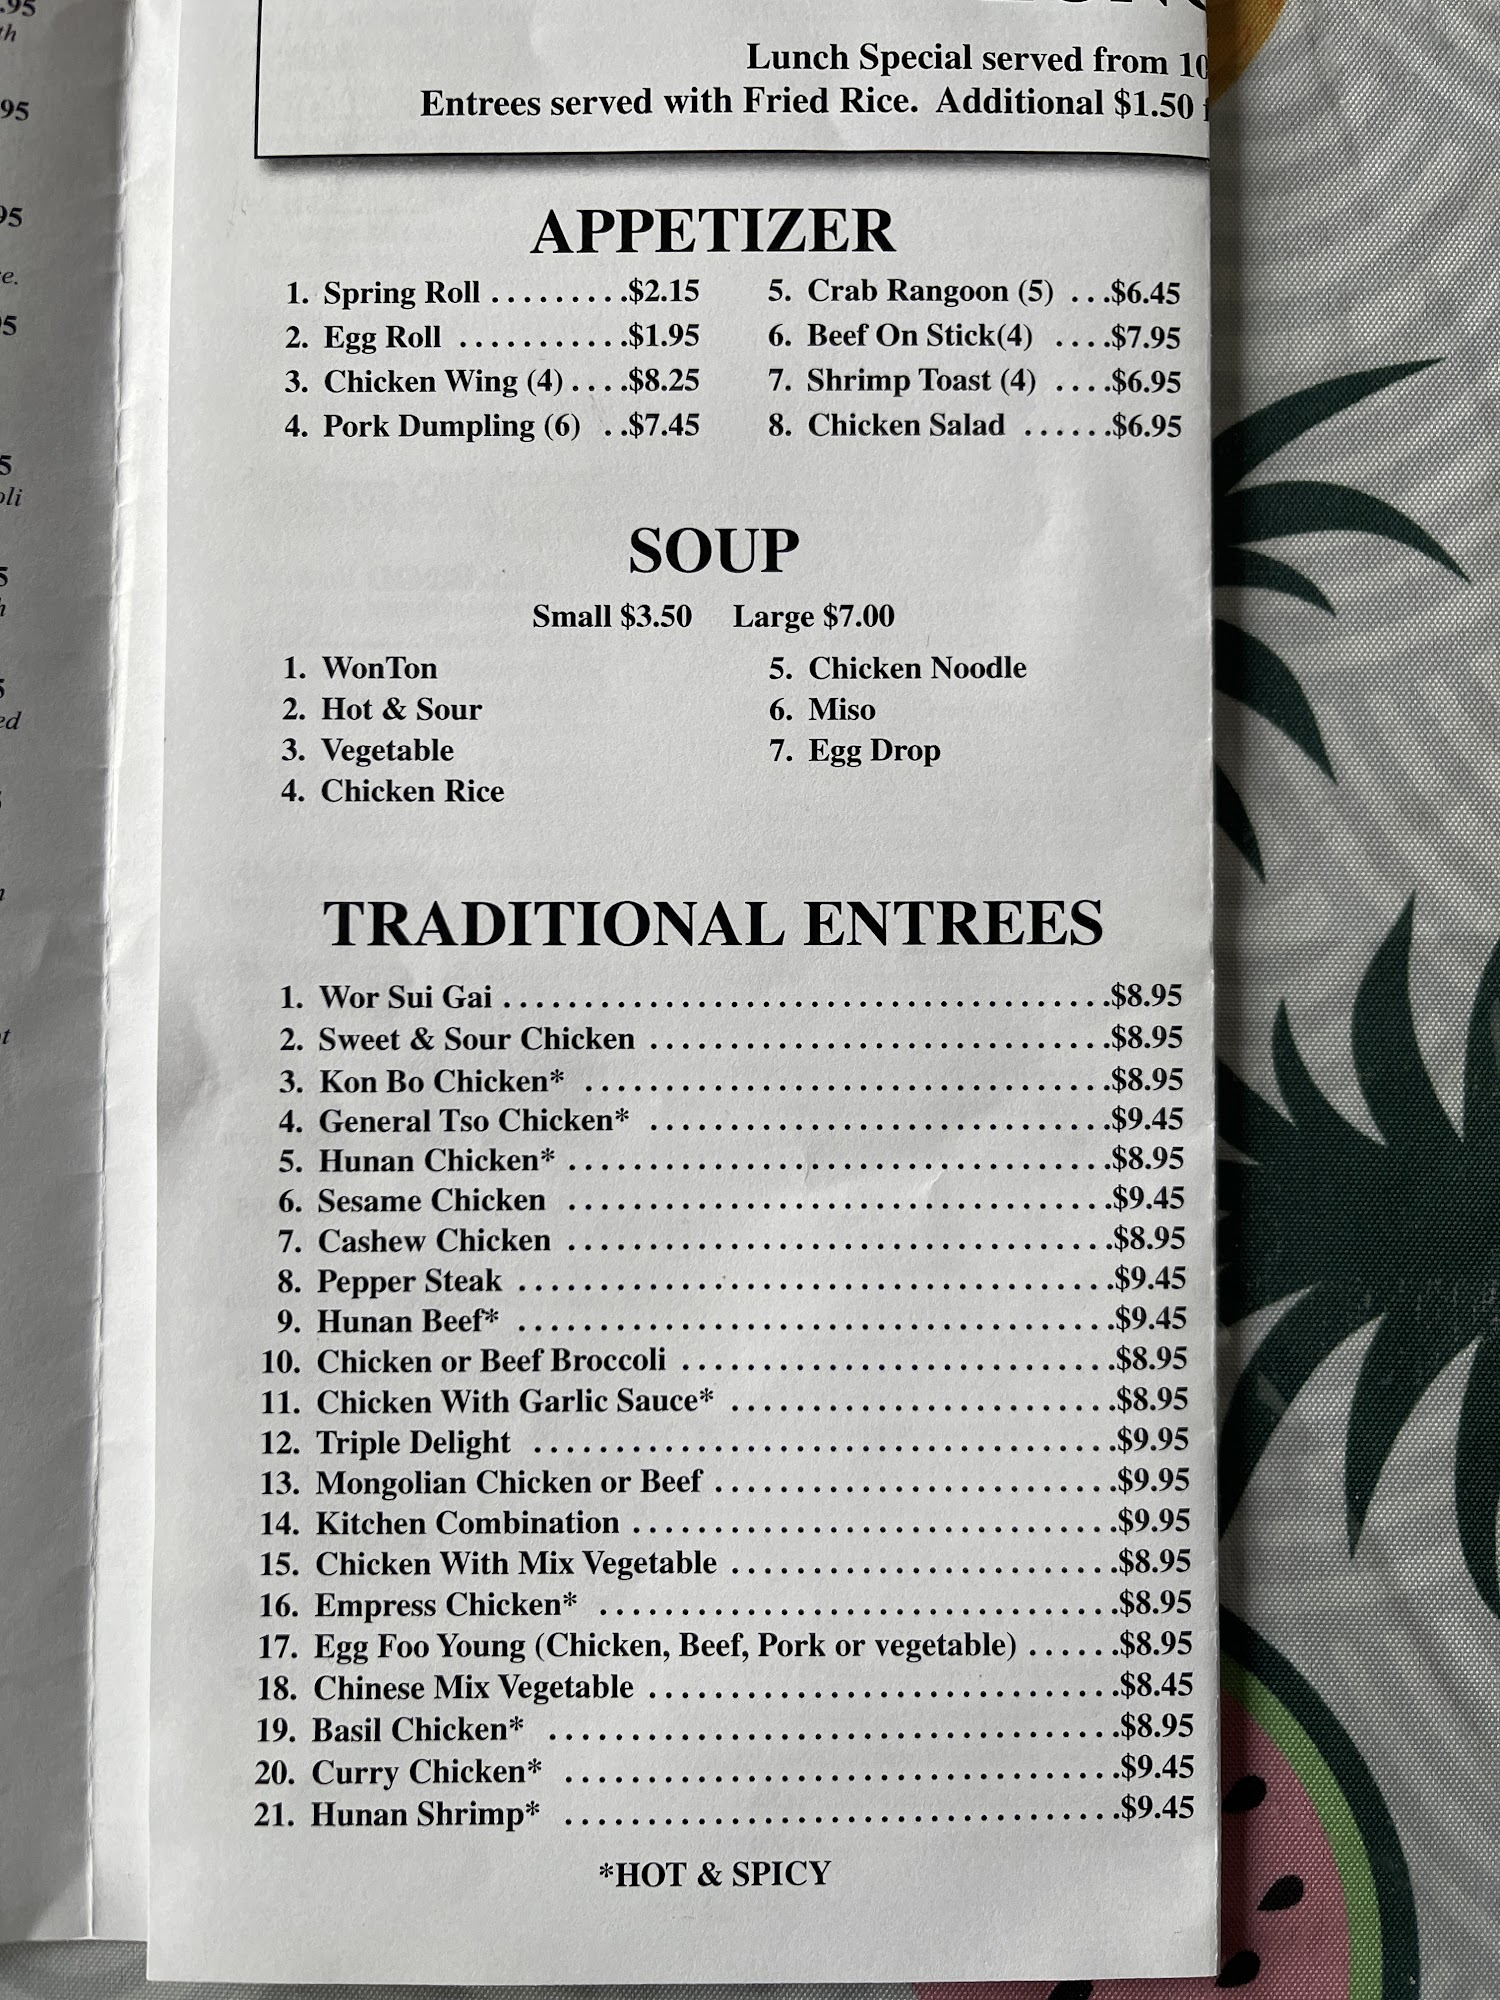 Lunch Special served from 10
Entrees served with Fried Rice. Additional $1.50
APPETIZER
1. Spring Roll .........$2.15
2. Egg Roll ...........$1.95
3. Chicken Wing (4)....$8.25
4. Pork Dumpling (6) ..$7.45
5. Crab Rangoon (5) ...$6.45
6. Beef On Stick(4) ....$7.95
7. Shrimp Toast (4) ....$6.95
8. Chicken Salad ......$6.95
SOUP
Small $3.50 Large $7.00
1. WonTon
2. Hot & Sour
3. Vegetable
4. Chicken Rice
5. Chicken Noodle
6. Miso
7. Egg Drop
TRADITIONAL ENTREES
1. Wor Sui Gai ......................................$8.95
2. Sweet & Sour Chicken .............................$8.95
3. Kon Bo Chicken* .................................$8.95
4. General Tso Chicken* .............................$9.45
5. Hunan Chicken* ..................................$8.95
6. Sesame Chicken ..................................$9.45
7. Cashew Chicken ..................................$8.95
8. Pepper Steak .....................................$9.45
9. Hunan Beef* .....................................$9.45
10. Chicken or Beef Broccoli ...........................$8.95
11. Chicken With Garlic Sauce* ........................$8.95
12. Triple Delight ....................................$9.95
13. Mongolian Chicken or Beef .........................$9.95
14. Kitchen Combination ..............................$9.95
15. Chicken With Mix Vegetable ........................$8.95
16. Empress Chicken* ................................$8.95
17. Egg Foo Young (Chicken, Beef, Pork or vegetable) ......$8.95
18. Chinese Mix Vegetable .............................$8.45
19. Basil Chicken* ...................................$8.95
20. Curry Chicken* ..................................$9.45
21. Hunan Shrimp* ..................................$9.45
*HOT & SPICY